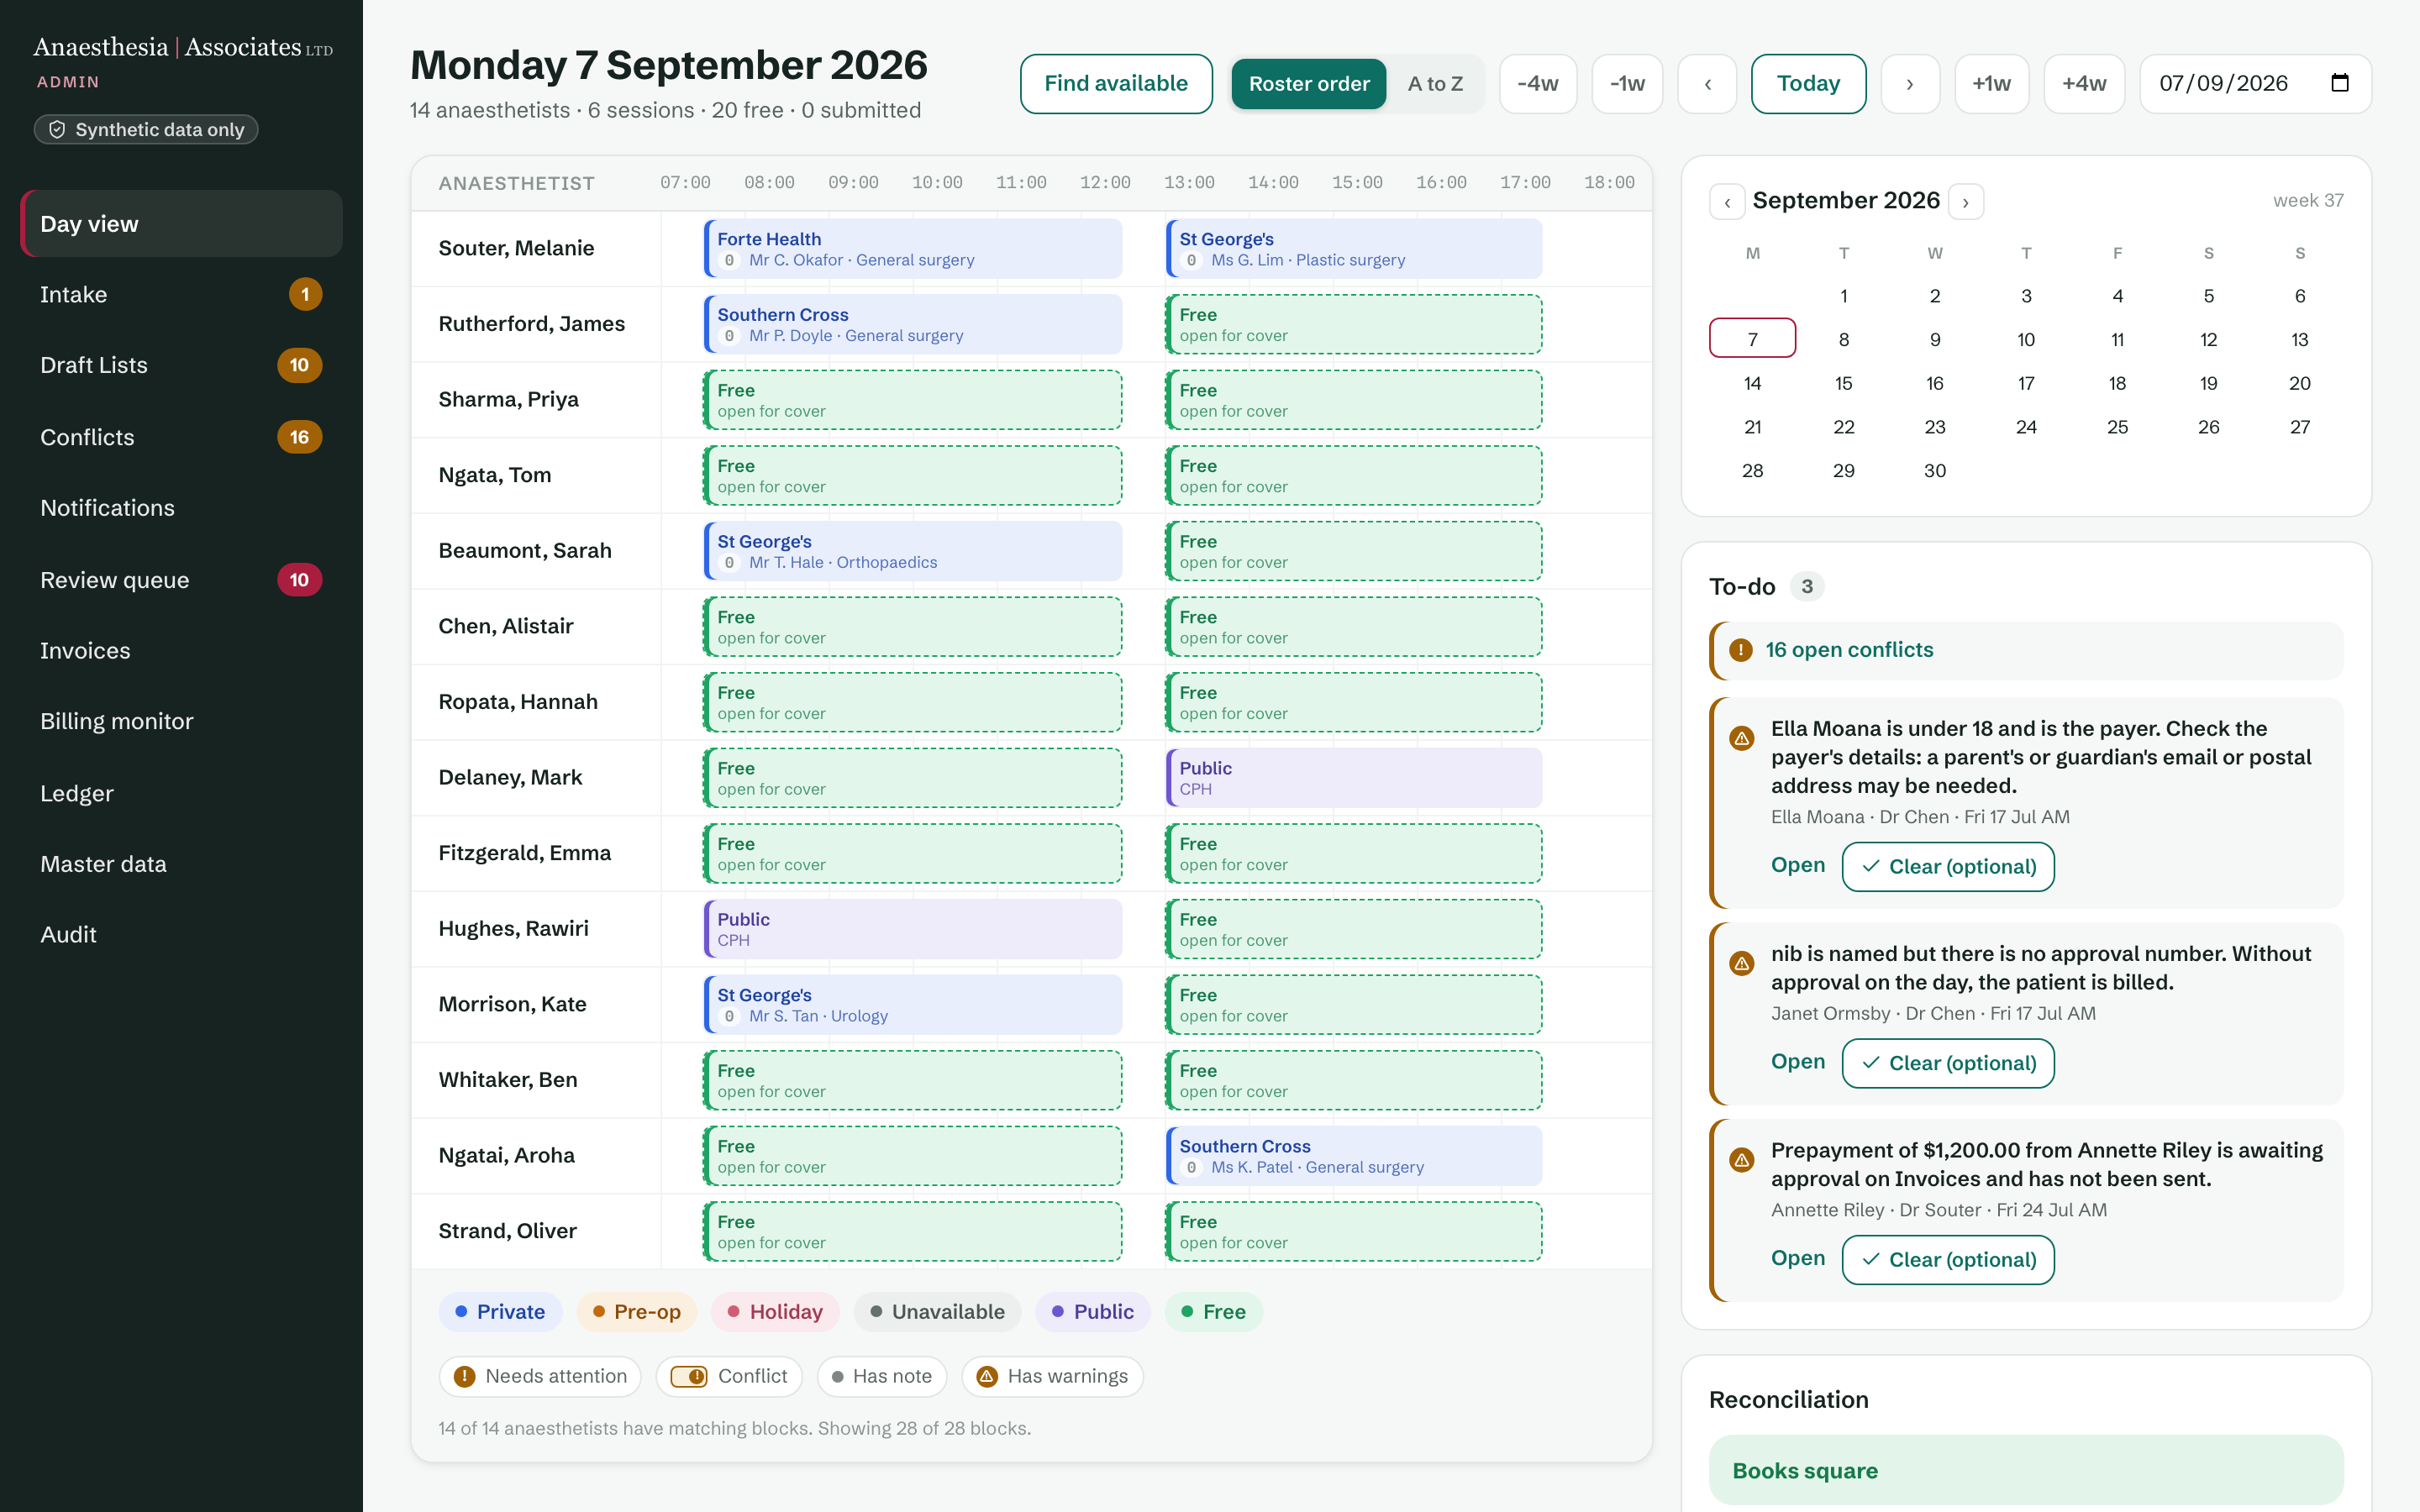 Anaesthesia | Associates LTD
ADMIN
Synthetic data only
Day view
Intake 1
Draft Lists 10
Conflicts 16
Notifications
Review queue 10
Invoices
Billing monitor
Ledger
Master data
Audit
Monday 7 September 2026
14 anaesthetists · 6 sessions · 20 free · 0 submitted
Find available
Roster order A to Z
-4w
-1w
‹
Today
›
+1w
+4w
07/09/2026
ANAESTHETIST 07:00 08:00 09:00 10:00 11:00 12:00 13:00 14:00 15:00 16:00 17:00 18:00
Souter, Melanie
Forte Health
0 Mr C. Okafor · General surgery
St George's
0 Ms G. Lim · Plastic surgery
Rutherford, James
Southern Cross
0 Mr P. Doyle · General surgery
Free
open for cover
Sharma, Priya
Free
open for cover
Free
open for cover
Ngata, Tom
Free
open for cover
Free
open for cover
Beaumont, Sarah
St George's
0 Mr T. Hale · Orthopaedics
Free
open for cover
Chen, Alistair
Free
open for cover
Free
open for cover
Ropata, Hannah
Free
open for cover
Free
open for cover
Delaney, Mark
Free
open for cover
Public
CPH
Fitzgerald, Emma
Free
open for cover
Free
open for cover
Hughes, Rawiri
Public
CPH
Free
open for cover
Morrison, Kate
St George's
0 Mr S. Tan · Urology
Free
open for cover
Whitaker, Ben
Free
open for cover
Free
open for cover
Ngatai, Aroha
Free
open for cover
Southern Cross
0 Ms K. Patel · General surgery
Strand, Oliver
Free
open for cover
Free
open for cover
Private Pre-op Holiday Unavailable Public Free
Needs attention Conflict Has note Has warnings
14 of 14 anaesthetists have matching blocks. Showing 28 of 28 blocks.
‹ September 2026 › week 37
M T W T F S S
1 2 3 4 5 6
7 8 9 10 11 12 13
14 15 16 17 18 19 20
21 22 23 24 25 26 27
28 29 30
To-do 3
16 open conflicts
Ella Moana is under 18 and is the payer. Check the
payer's details: a parent's or guardian's email or postal
address may be needed.
Ella Moana · Dr Chen · Fri 17 Jul AM
Open Clear (optional)
nib is named but there is no approval number. Without
approval on the day, the patient is billed.
Janet Ormsby · Dr Chen · Fri 17 Jul AM
Open Clear (optional)
Prepayment of $1,200.00 from Annette Riley is awaiting
approval on Invoices and has not been sent.
Annette Riley · Dr Souter · Fri 24 Jul AM
Open Clear (optional)
Reconciliation
Books square